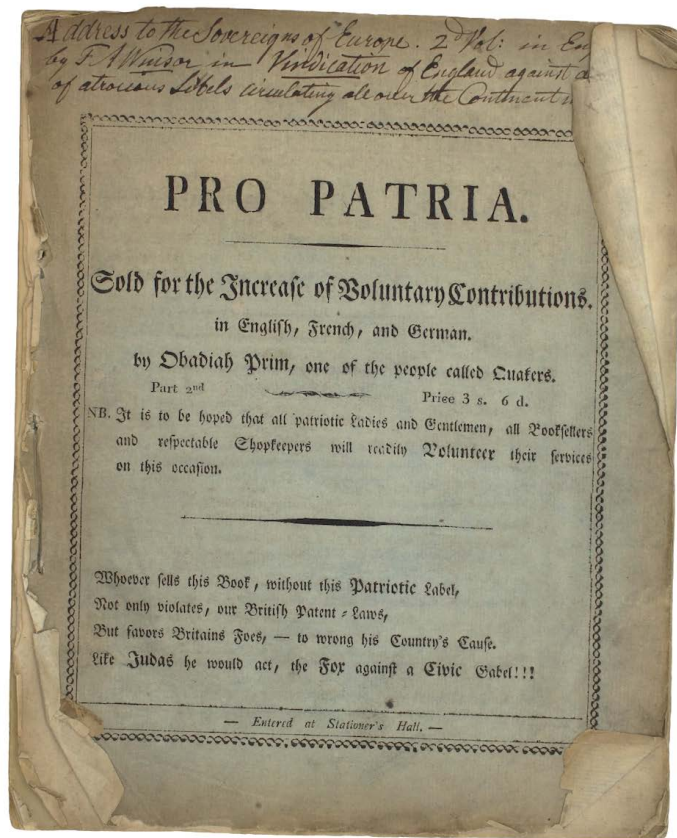 Address to the Sovereigns of Europe. 2d Vol: in
by F A Winsor in Vindication of England against
of atrocious Libels circulating all over the Continent
PRO PATRIA.
Sold for the Increaſe of Voluntary Contributions.
in Engliſh, French, and German.
by Obadiah Prim, one of the people called Quakers.
Part 2nd
Price 3 s. 6 d.
NB. It is to be hoped that all patriotic Ladies and Gentlemen, all Bookſellers
and reſpectable Shopkeepers will readily Volunteer their ſervices
on this occaſion.
Whoever ſells this Book, without this Patriotic Label,
Not only violates, our Britiſh Patent-Laws,
But favors Britains Foes, — to wrong his Country's Cauſe.
Like Judas he would act, the Fox againſt a Civic Gabel!!!
— Entered at Stationer's Hall. —